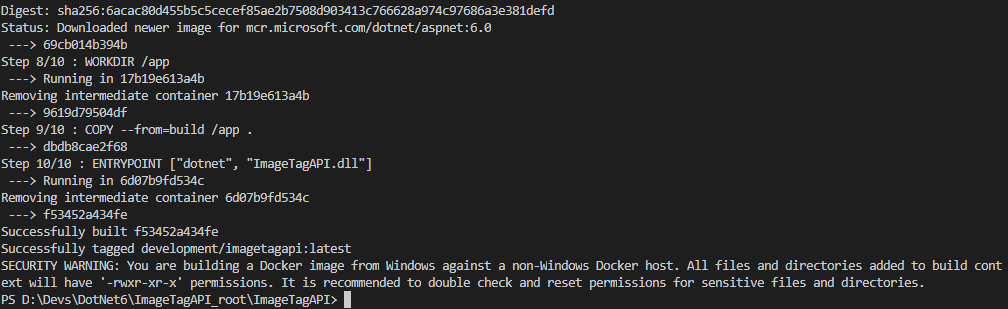 Digest: sha256:6acac80d455b5c5cecef85ae2b7508d903413c766628a974c97686a3e381defd
Status: Downloaded newer image for mcr.microsoft.com/dotnet/aspnet:6.0
---> 69cb014b394b
Step 8/10 : WORKDIR /app
---> Running in 17b19e613a4b
Removing intermediate container 17b19e613a4b
---> 9619d79504df
Step 9/10 : COPY --from=build /app .
---> dbdb8cae2f68
Step 10/10 : ENTRYPOINT ["dotnet", "ImageTagAPI.dll"]
---> Running in 6d07b9fd534c
Removing intermediate container 6d07b9fd534c
---> f53452a434fe
Successfully built f53452a434fe
Successfully tagged development/imagetagapi:latest
SECURITY WARNING: You are building a Docker image from Windows against a non-Windows Docker host. All files and directories added to build cont
ext will have '-rwxr-xr-x' permissions. It is recommended to double check and reset permissions for sensitive files and directories.
PS D:\Devs\DotNet6\ImageTagAPI_root\ImageTagAPI>